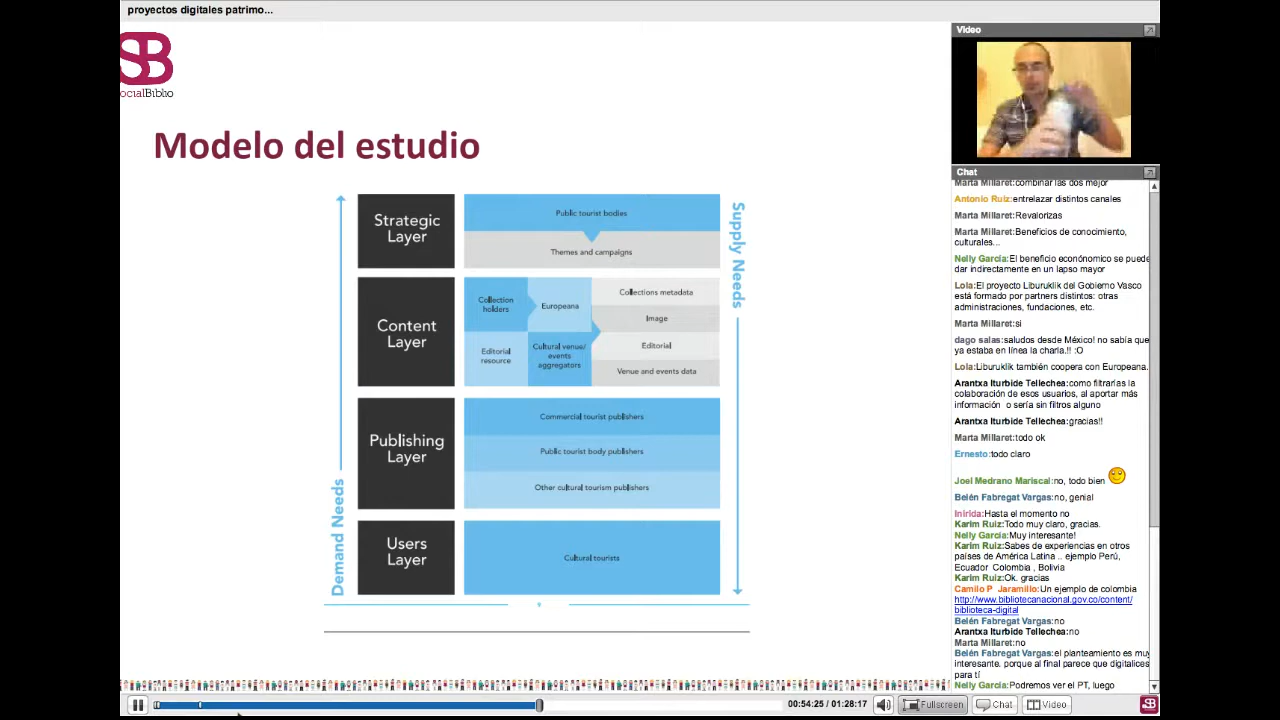 proyectos digitales patrimo...
SB
ocialBiblio
Modelo del estudio
Demand Needs
Supply Needs
Strategic
Layer
Public tourist bodies
Themes and campaigns
Content
Layer
Collection
holders
Europeana
Editorial
resource
Cultural venue/
events
aggregators
Collections metadata
Image
Editorial
Venue and events data
Publishing
Layer
Commercial tourist publishers
Public tourist body publishers
Other cultural tourism publishers
Users
Layer
Cultural tourists
Video
Chat
Marta Millaret:combinar las dos mejor
Antonio Ruiz:entrelazar distintos canales
Marta Millaret:Revalorizas
Marta Millaret:Beneficios de conocimiento,
culturales...
Nelly García:El beneficio econónomico se puede
dar indirectamente en un lapso mayor
Lola:El proyecto Liburuklik del Gobierno Vasco
está formado por partners distintos: otras
administraciones, fundaciones, etc.
Marta Millaret:si
dago salas:saludos desde México! no sabía que
ya estaba en línea la charla.!! :O
Lola:Liburuklik también coopera con Europeana.
Arantxa Iturbide Tellechea:como filtrarías la
colaboración de esos usuarios, al aportar más
información o sería sin filtros alguno
Arantxa Iturbide Tellechea:gracias!!
Marta Millaret:todo ok
Ernesto:todo claro
Joel Medrano Mariscal:no, todo bien
Belén Fabregat Vargas:no, genial
Inirida:Hasta el momento no
Karim Ruiz:Todo muy claro, gracias.
Nelly García:Muy interesante!
Karim Ruiz:Sabes de experiencias en otros
países de América Latina .. ejemplo Perú,
Ecuador Colombia , Bolivia
Karim Ruiz:Ok. gracias
Camilo P Jaramillo:Un ejemplo de colombia
http://www.bibliotecanacional.gov.co/content/
biblioteca-digital
Belén Fabregat Vargas:no
Arantxa Iturbide Tellechea:no
Marta Millaret:no
Belén Fabregat Vargas:el planteamiento es muy
interesante. porque al final parece que digitalices
para tí
Nelly García:Podremos ver el PT, luego
00:54:25 / 01:28:17
Fullscreen
Chat
Video
SB